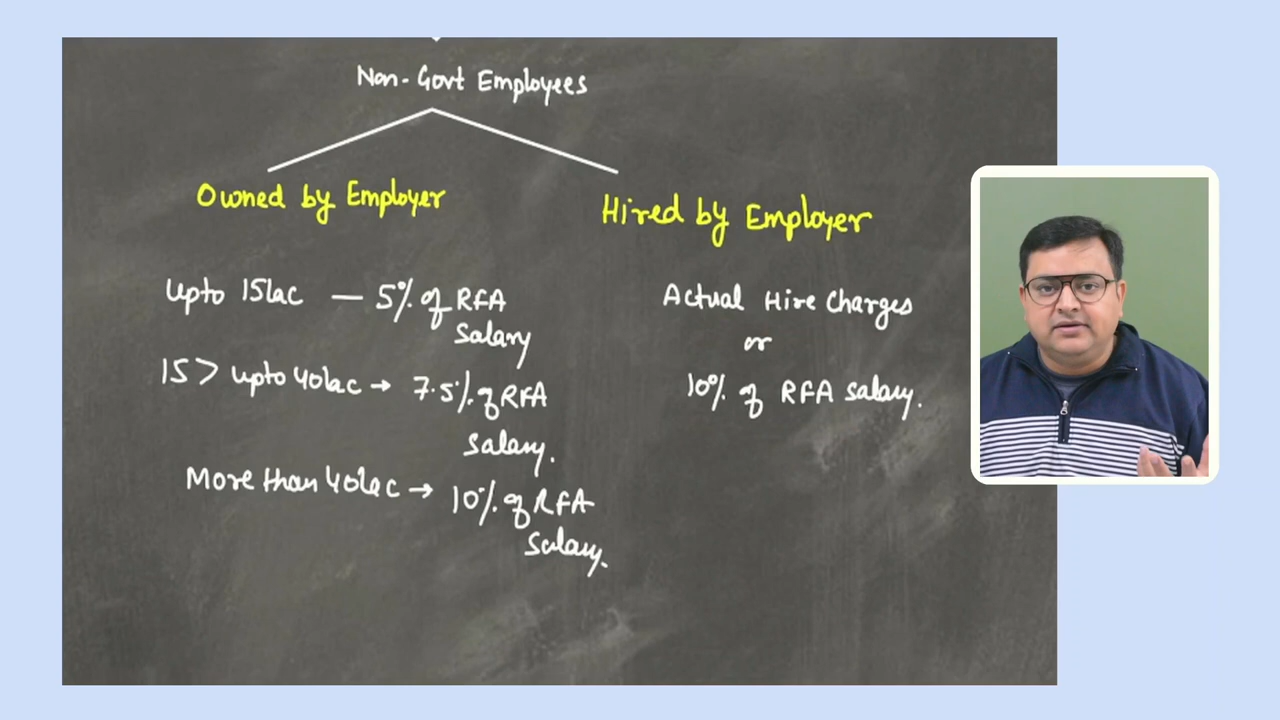 Non-Govt Employees
Owned by Employer
upto 15lac — 5% of RFA
Salary
15 > upto 40lac → 7.5% of RFA
Salary.
More than 40lac → 10% of RFA
Salary.
Hired by Employer
Actual Hire Charges
or
10% of RFA salary.